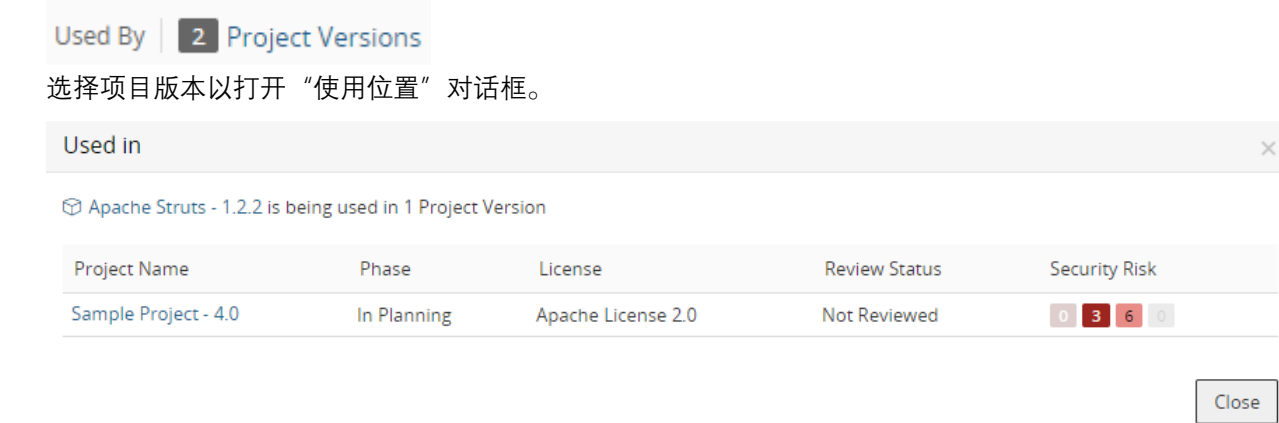 Used By 2 Project Versions
选择项目版本以打开“使用位置”对话框。
Used in
Apache Struts - 1.2.2 is being used in 1 Project Version
Project Name Phase License Review Status Security Risk
Sample Project - 4.0 In Planning Apache License 2.0 Not Reviewed 0 3 6 0
Close